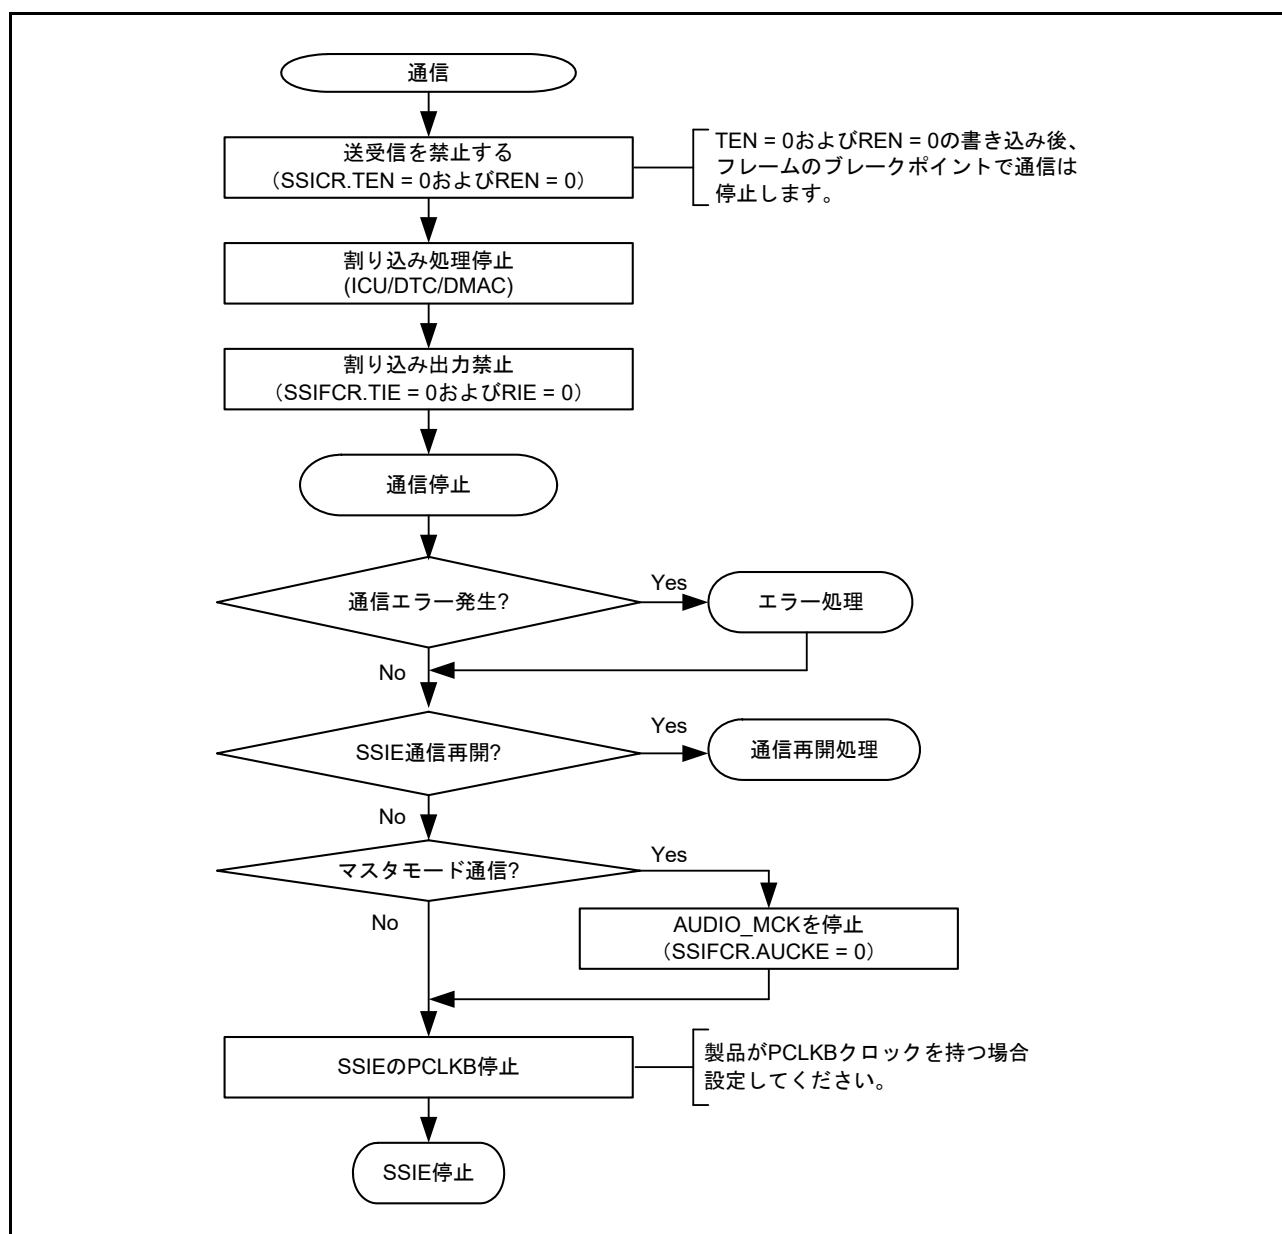 通信
送受信を禁止する
（SSICR.TEN = 0およびREN = 0）
TEN = 0およびREN = 0の書き込み後、
フレームのブレークポイントで通信は
停止します。
割り込み処理停止
(ICU/DTC/DMAC)
割り込み出力禁止
（SSIFCR.TIE = 0およびRIE = 0）
通信停止
通信エラー発生?
Yes
エラー処理
No
SSIE通信再開?
Yes
通信再開処理
No
マスタモード通信?
Yes
No
AUDIO_MCKを停止
（SSIFCR.AUCKE = 0）
SSIEのPCLKB停止
製品がPCLKBクロックを持つ場合
設定してください。
SSIE停止